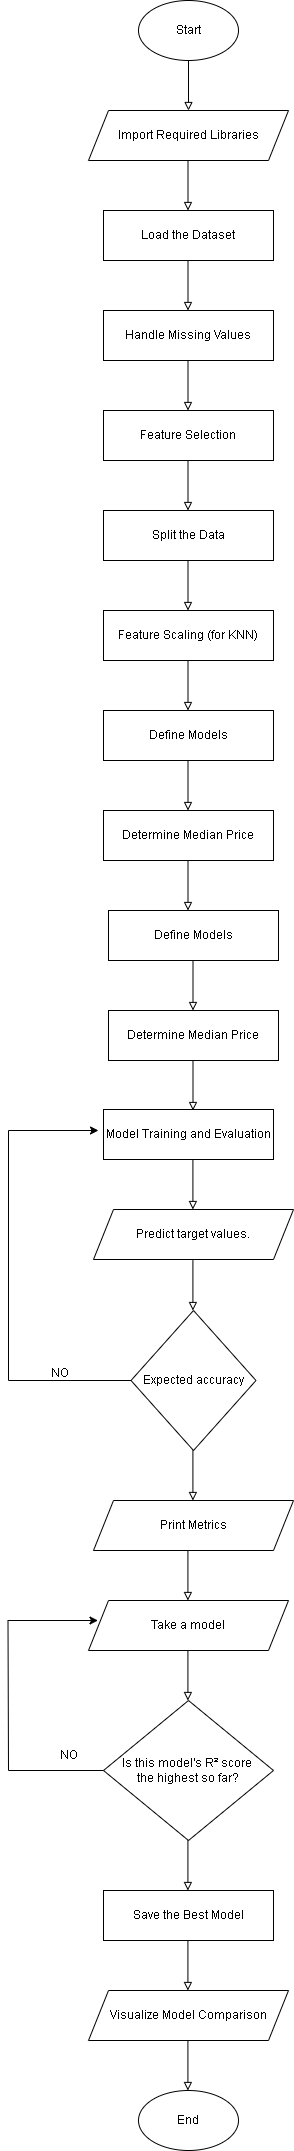 Start
Import Required Libraries
Load the Dataset
Handle Missing Values
Feature Selection
Split the Data
Feature Scaling (for KNN)
Define Models
Determine Median Price
Define Models
Determine Median Price
Model Training and Evaluation
Predict target values.
Expected accuracy
NO
Print Metrics
Take a model
NO
Is this model's R² score
the highest so far?
Save the Best Model
Visualize Model Comparison
End